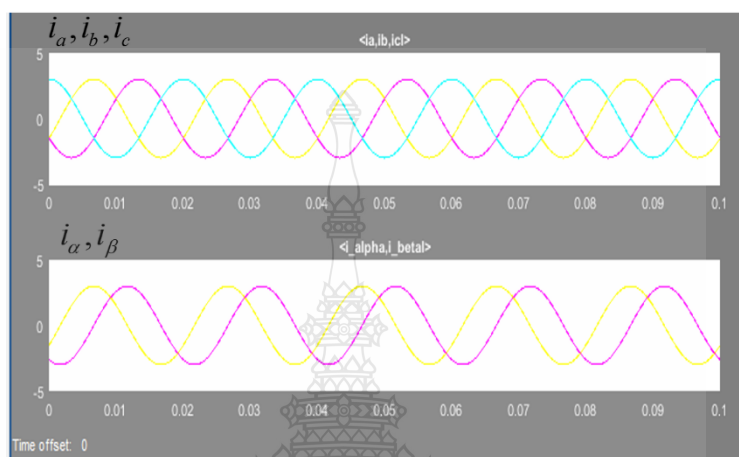 i_a, i_b, i_c
<ia,ib,icl>
5
0
-5
0 0.01 0.02 0.03 0.04 0.05 0.06 0.07 0.08 0.09 0.1
i_α, i_β
<i_alpha,i_betal>
5
0
-5
0 0.01 0.02 0.03 0.04 0.05 0.06 0.07 0.08 0.09 0.1
Time offset: 0